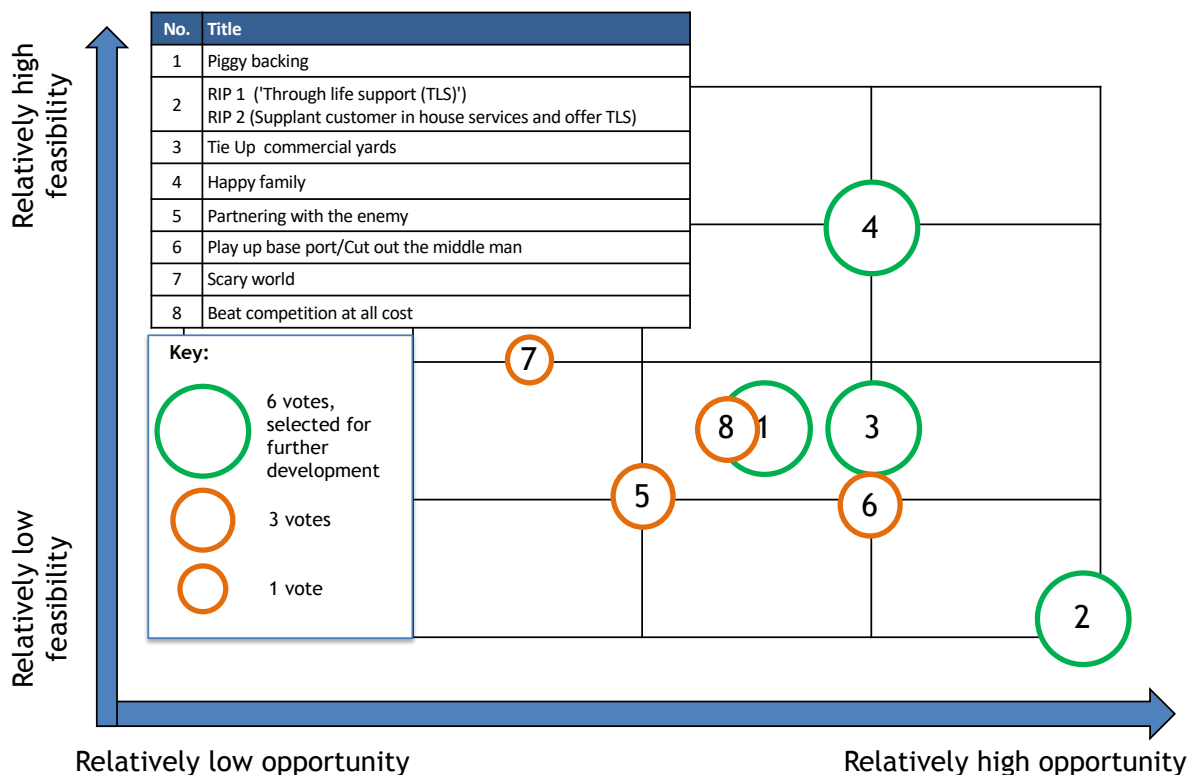 No. Title
1 Piggy backing
2 RIP 1  ('Through life support (TLS)')
RIP 2 (Supplant customer in house services and offer TLS)
3 Tie Up  commercial yards
4 Happy family
5 Partnering with the enemy
6 Play up base port/Cut out the middle man
7 Scary world
8 Beat competition at all cost
Relatively high
feasibility
4
Key:
6 votes,
selected for
further
development
3 votes
1 vote
7
8
1
3
5
6
2
Relatively low
feasibility
Relatively low opportunity
Relatively high opportunity